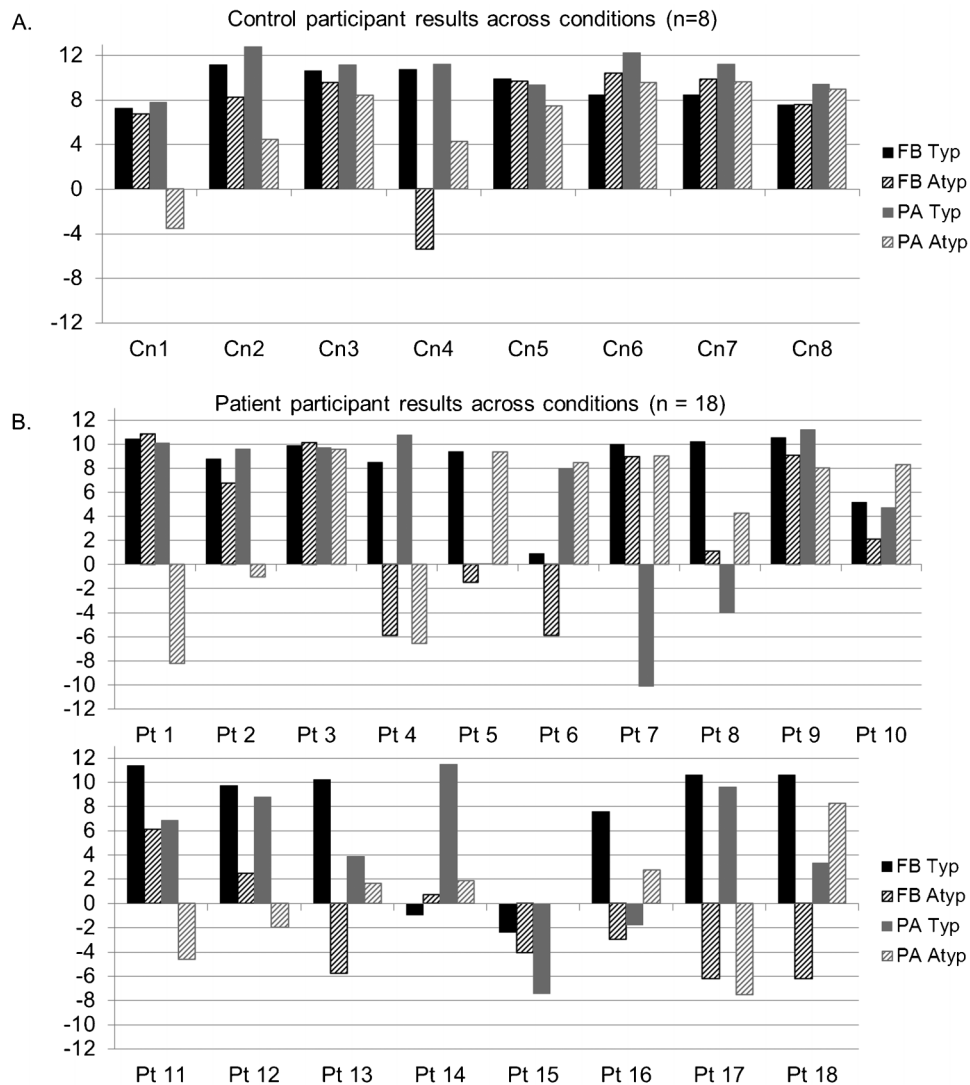 A.
Control participant results across conditions (n=8)
12
8
4
0
-4
-8
-12
Cn1 Cn2 Cn3 Cn4 Cn5 Cn6 Cn7 Cn8
FB Typ
FB Atyp
PA Typ
PA Atyp
B.
Patient participant results across conditions (n = 18)
12
10
8
6
4
2
0
-2
-4
-6
-8
-10
-12
Pt 1 Pt 2 Pt 3 Pt 4 Pt 5 Pt 6 Pt 7 Pt 8 Pt 9 Pt 10
12
10
8
6
4
2
0
-2
-4
-6
-8
-10
-12
Pt 11 Pt 12 Pt 13 Pt 14 Pt 15 Pt 16 Pt 17 Pt 18
FB Typ
FB Atyp
PA Typ
PA Atyp